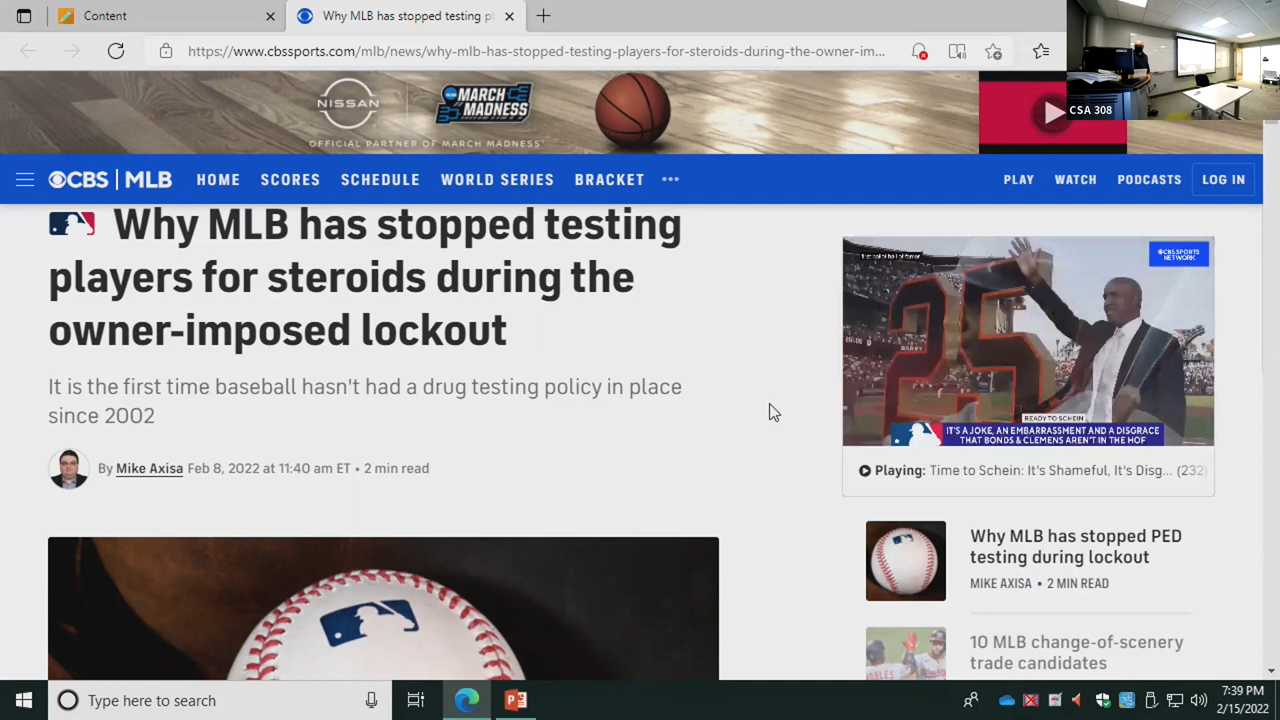 Content
Why MLB has stopped testing pl
https://www.cbssports.com/mlb/news/why-mlb-has-stopped-testing-players-for-steroids-during-the-owner-im...
CSA 308
NISSAN
NCAA
MARCH
MADNESS
OFFICIAL PARTNER OF MARCH MADNESS
CBS | MLB
HOME
SCORES
SCHEDULE
WORLD SERIES
BRACKET
PLAY
WATCH
PODCASTS
LOG IN
Why MLB has stopped testing
players for steroids during the
owner-imposed lockout
It is the first time baseball hasn't had a drug testing policy in place
since 2002
By Mike Axisa Feb 8, 2022 at 11:40 am ET • 2 min read
CBS SPORTS
NETWORK
25
BARRY
READY TO SCHEIN
IT'S A JOKE, AN EMBARRASSMENT AND A DISGRACE
THAT BONDS & CLEMENS AREN'T IN THE HOF
Playing: Time to Schein: It's Shameful, It's Disg... (232)
Why MLB has stopped PED
testing during lockout
MIKE AXISA • 2 MIN READ
10 MLB change-of-scenery
trade candidates
Type here to search
7:39 PM
2/15/2022